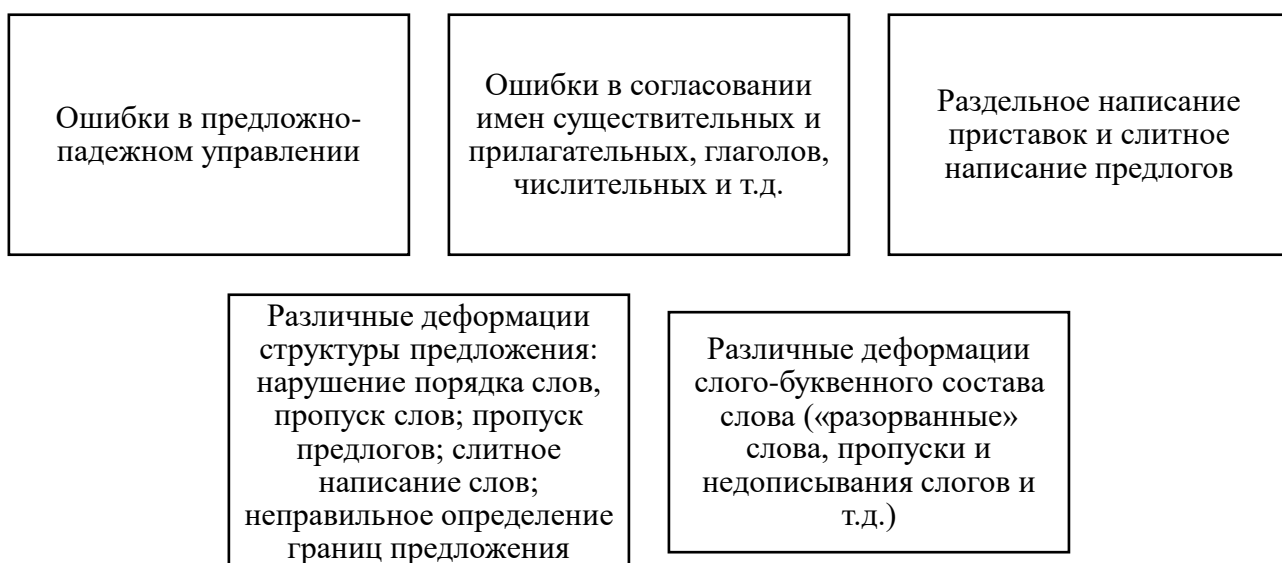 Ошибки в предложно-
падежном управлении
Ошибки в согласовании
имен существительных и
прилагательных, глаголов,
числительных и т.д.
Раздельное написание
приставок и слитное
написание предлогов
Различные деформации
структуры предложения:
нарушение порядка слов,
пропуск слов; пропуск
предлогов; слитное
написание слов;
неправильное определение
границ предложения
Различные деформации
слого-буквенного состава
слова («разорванные»
слова, пропуски и
недописывания слогов и
т.д.)